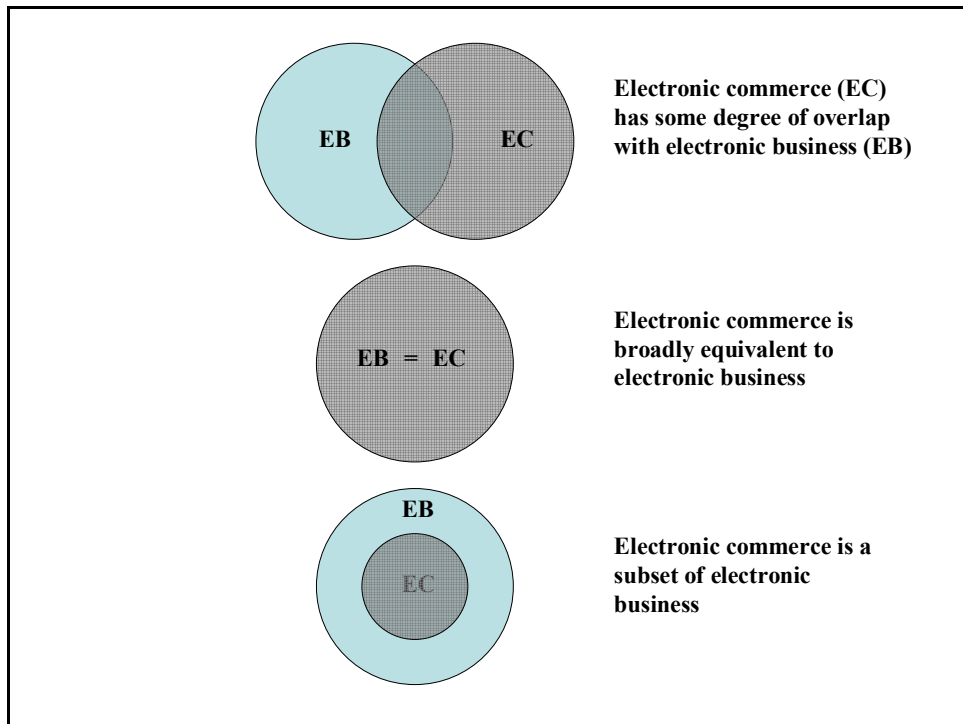 EB EC
Electronic commerce (EC)
has some degree of overlap
with electronic business (EB)
EB = EC
Electronic commerce is
broadly equivalent to
electronic business
EB
EC
Electronic commerce is a
subset of electronic
business